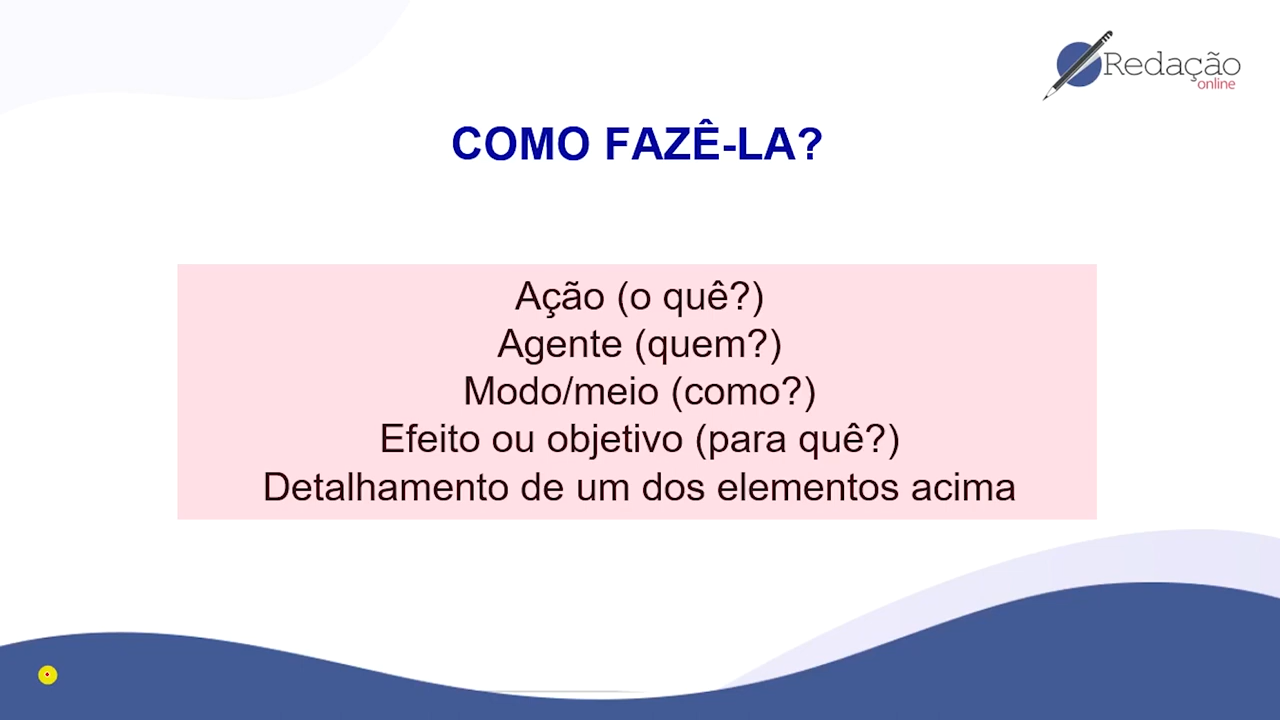 Redação
online
COMO FAZÊ-LA?
Ação (o quê?)
Agente (quem?)
Modo/meio (como?)
Efeito ou objetivo (para quê?)
Detalhamento de um dos elementos acima